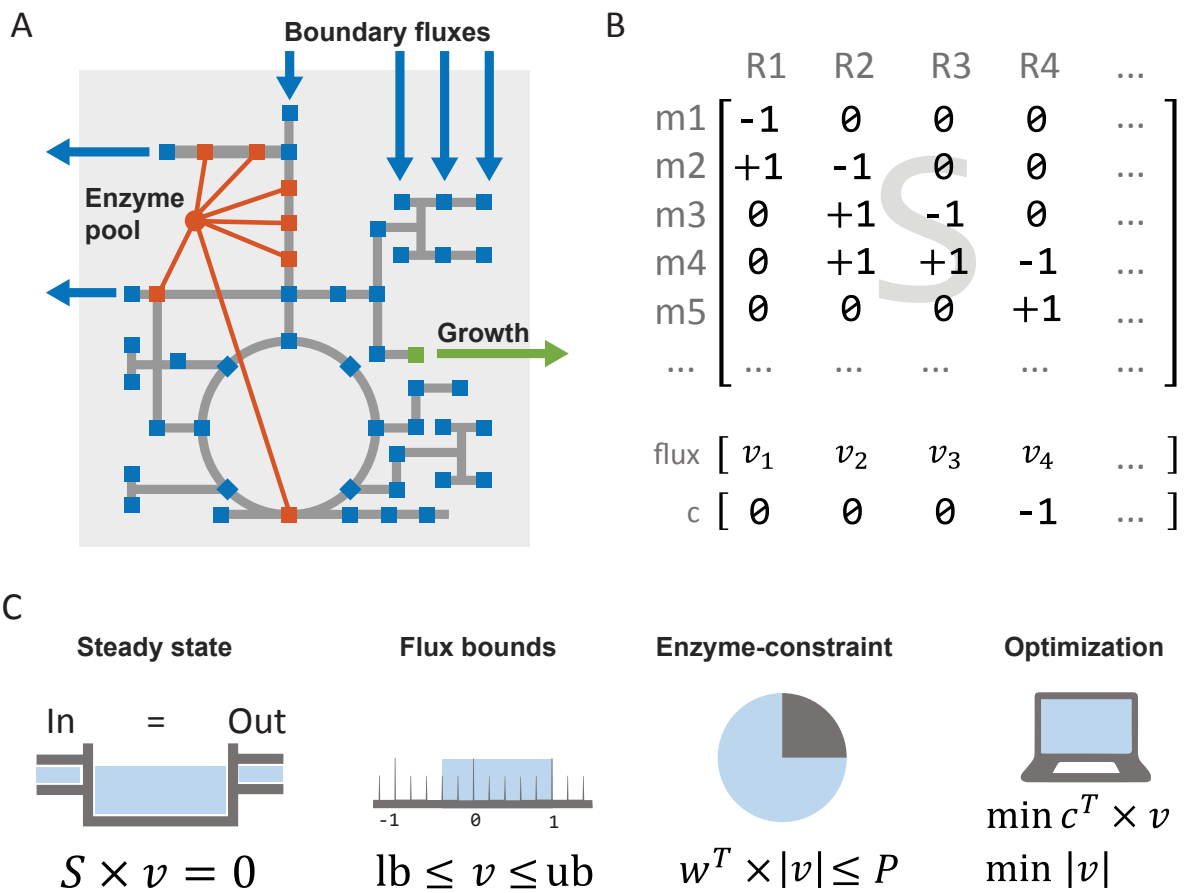 A
Boundary fluxes
Enzyme
pool
Growth
B
R1 R2 R3 R4 ...
m1 -1 0 0 0 ...
m2 +1 -1 0 0 ...
m3 0 +1 -1 0 ...
m4 0 +1 +1 -1 ...
m5 0 0 0 +1 ...
... ... ... ... ... ...
S
flux [ v₁ v₂ v₃ v₄ ... ]
c [ 0 0 0 -1 ... ]
C
Steady state
In = Out
S × v = 0
Flux bounds
-1 0 1
lb ≤ v ≤ ub
Enzyme-constraint
wᵀ × |v| ≤ P
Optimization
min cᵀ × v
min |v|